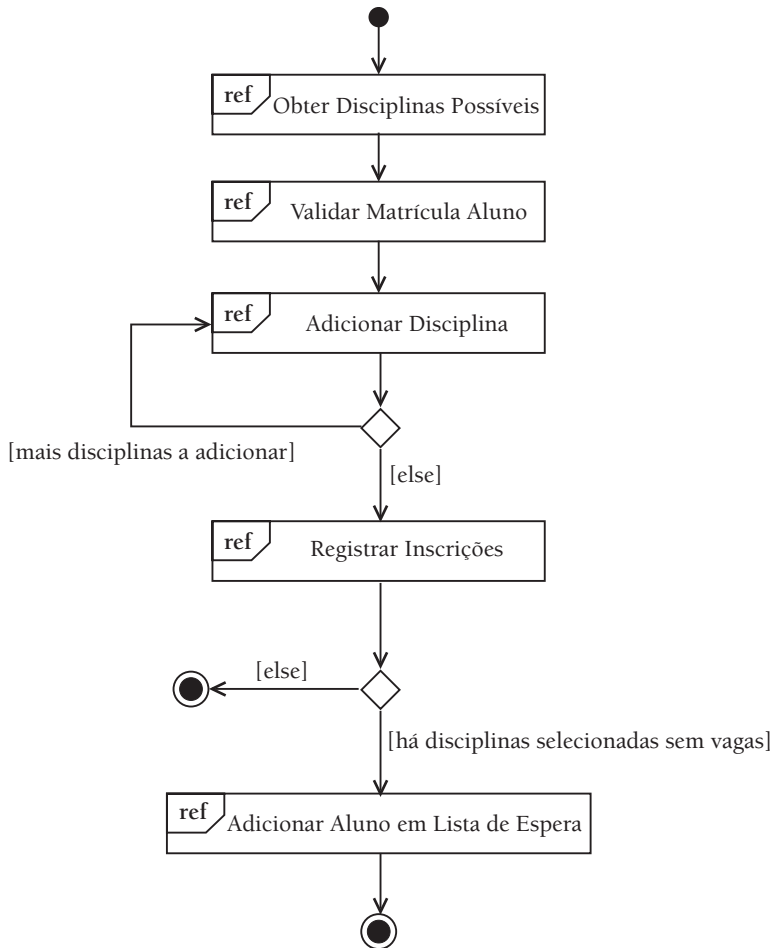 ref
Obter Disciplinas Possíveis
ref
Validar Matrícula Aluno
ref
Adicionar Disciplina
[mais disciplinas a adicionar]
[else]
ref
Registrar Inscrições
[else]
[há disciplinas selecionadas sem vagas]
ref
Adicionar Aluno em Lista de Espera